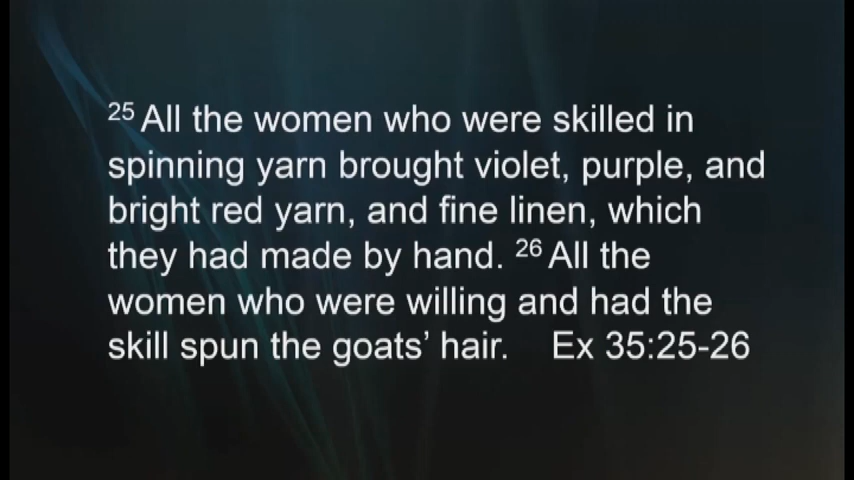 25 All the women who were skilled in
spinning yarn brought violet, purple, and
bright red yarn, and fine linen, which
they had made by hand. 26 All the
women who were willing and had the
skill spun the goats’ hair. Ex 35:25-26